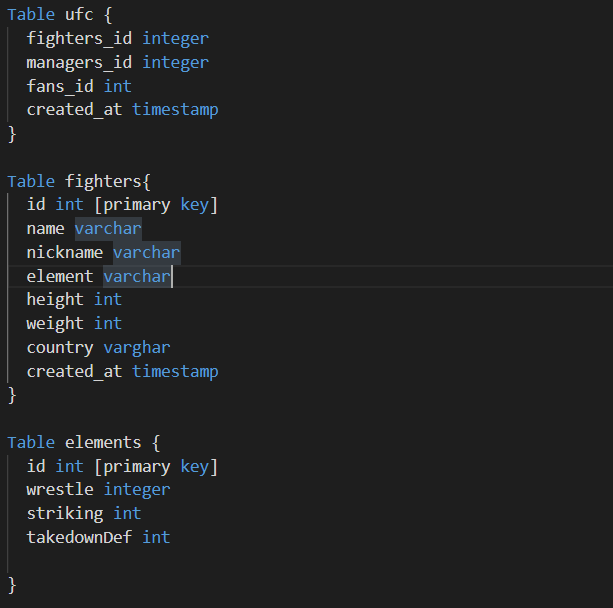 Table ufc {
  fighters_id integer
  managers_id integer
  fans_id int
  created_at timestamp
}
Table fighters{
  id int [primary key]
  name varchar
  nickname varchar
  element varchar
  height int
  weight int
  country varghar
  created_at timestamp
}
Table elements {
  id int [primary key]
  wrestle integer
  striking int
  takedownDef int
}